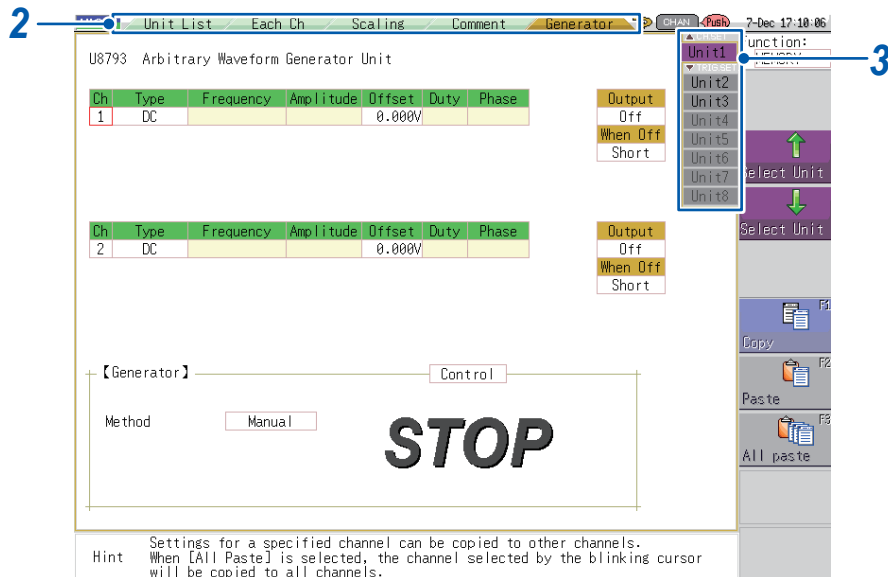 2
Unit List Each Ch Scaling Comment Generator CHAN Push 7-Dec 17:10:06
3
U8793 Arbitrary Waveform Generator Unit
Ch Type Frequency Amplitude Offset Duty Phase
1 DC 0.000V
Output
Off
When Off
Short
Ch Type Frequency Amplitude Offset Duty Phase
2 DC 0.000V
Output
Off
When Off
Short
【Generator】 Control
Method Manual
STOP
Unit1
TRIG SET
Unit2
Unit3
Unit4
Unit5
Unit6
Unit7
Unit8
Select Unit
Select Unit
F1
Copy
F2
Paste
F3
All paste
Hint Settings for a specified channel can be copied to other channels.
When [All Paste] is selected, the channel selected by the blinking cursor
will be copied to all channels.